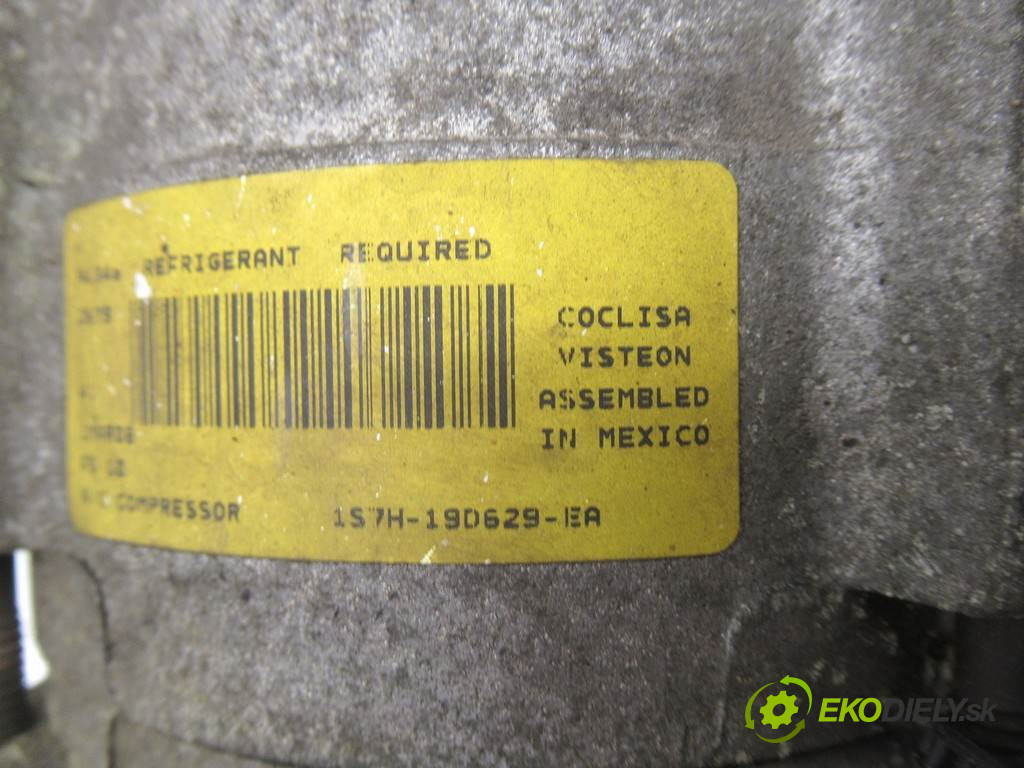 REFRIGERANT REQUIRED
COCLISA
VISTEON
ASSEMBLED
IN MEXICO
COMPRESSOR 1S7H-19D629-EA
EKODIELY.sk